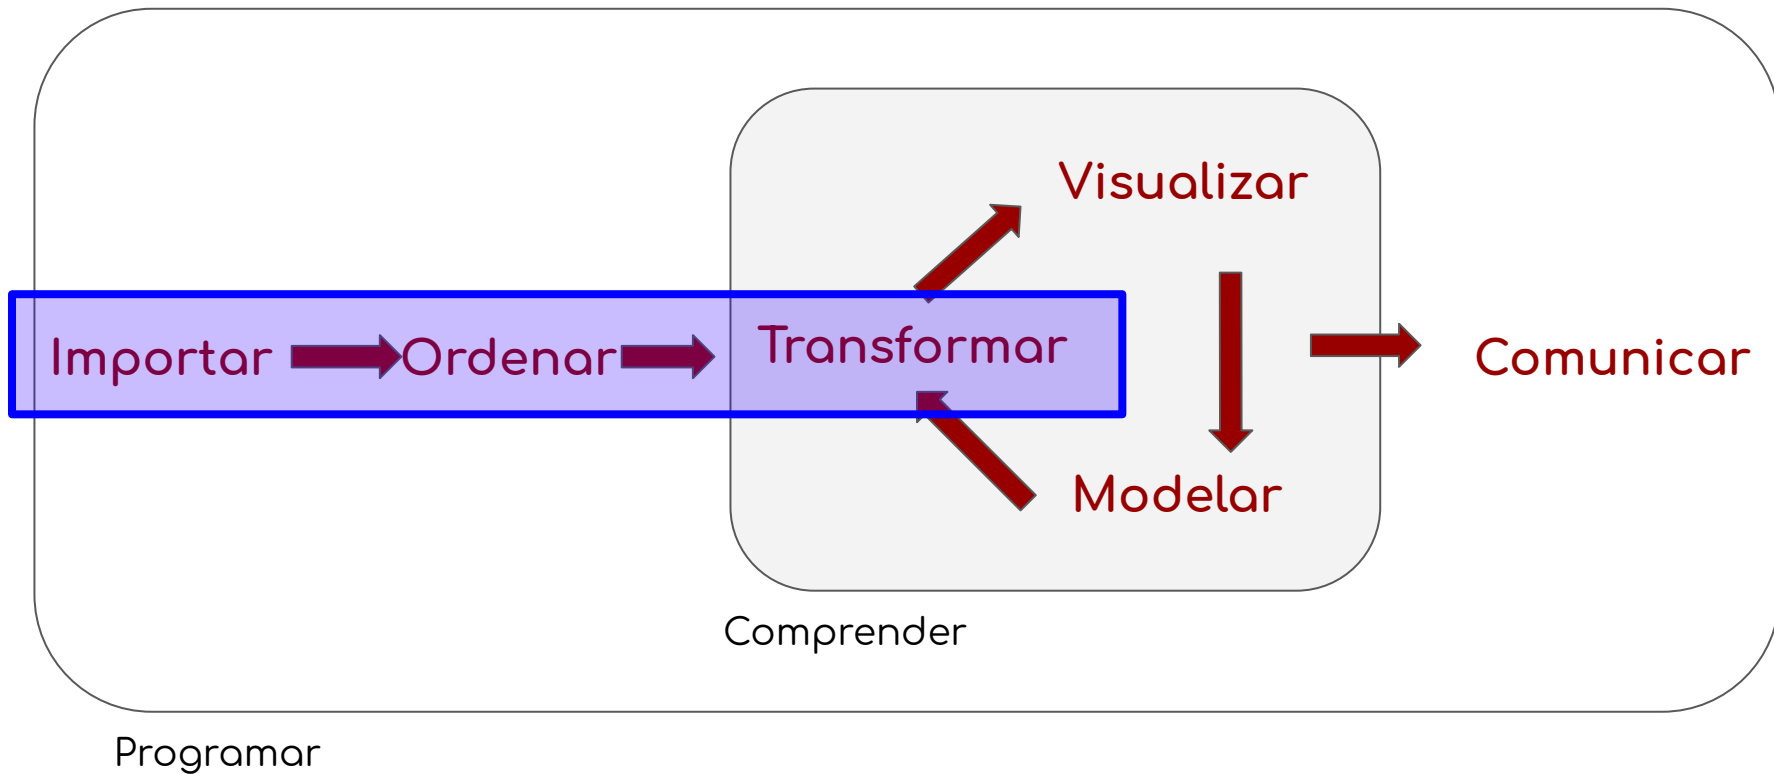 Visualizar
Importar
Ordenar
Transformar
Comunicar
Modelar
Comprender
Programar